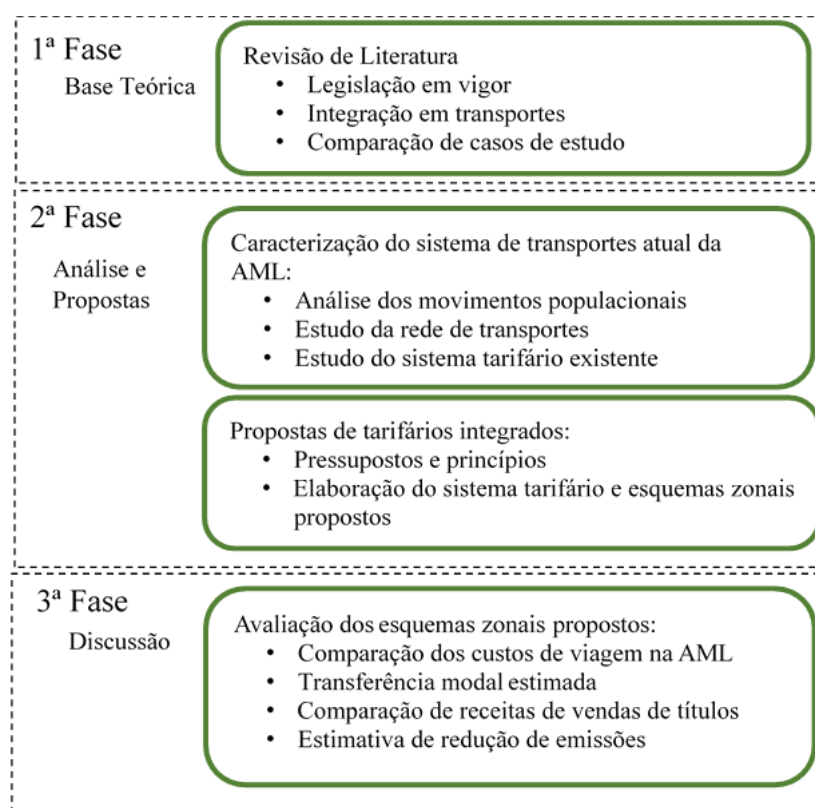 1ª Fase
Base Teórica
Revisão de Literatura
• Legislação em vigor
• Integração em transportes
• Comparação de casos de estudo
2ª Fase
Análise e
Propostas
Caracterização do sistema de transportes atual da
AML:
• Análise dos movimentos populacionais
• Estudo da rede de transportes
• Estudo do sistema tarifário existente
Propostas de tarifários integrados:
• Pressupostos e princípios
• Elaboração do sistema tarifário e esquemas zonais
propostos
3ª Fase
Discussão
Avaliação dos esquemas zonais propostos:
• Comparação dos custos de viagem na AML
• Transferência modal estimada
• Comparação de receitas de vendas de títulos
• Estimativa de redução de emissões